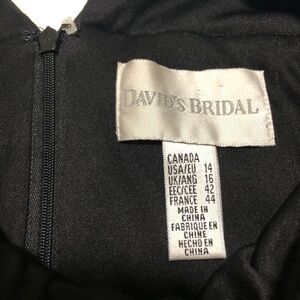 DAVID'S BRIDAL
CANADA
USA/EU 14
UK/ANG 16
EEC/CEE 42
FRANCE 44
MADE IN
CHINA
FABRIQUE EN
CHINE
HECHO EN
CHINA